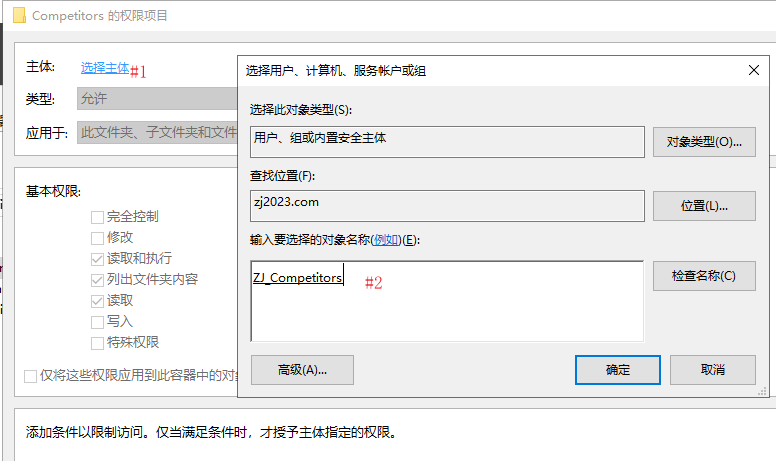 Competitors 的权限项目
主体: 选择主体 #1
类型: 允许
应用于: 此文件夹、子文件夹和文件
基本权限:
完全控制
修改
读取和执行
列出文件夹内容
读取
写入
特殊权限
仅将这些权限应用到此容器中的对
添加条件以限制访问。仅当满足条件时，才授予主体指定的权限。
选择用户、计算机、服务帐户或组
选择此对象类型(S):
用户、组或内置安全主体
对象类型(O)...
查找位置(F):
zj2023.com
位置(L)...
输入要选择的对象名称(例如)(E):
ZJ_Competitors #2
检查名称(C)
高级(A)...
确定
取消